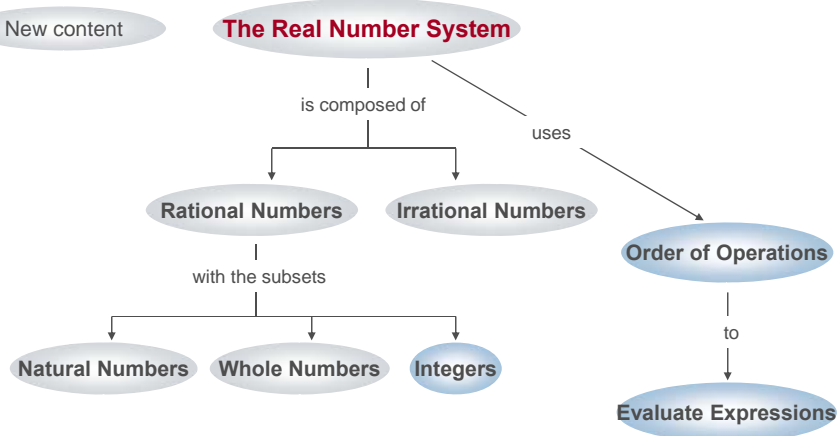 New content
The Real Number System
is composed of
uses
Rational Numbers
Irrational Numbers
Order of Operations
with the subsets
to
Natural Numbers
Whole Numbers
Integers
Evaluate Expressions